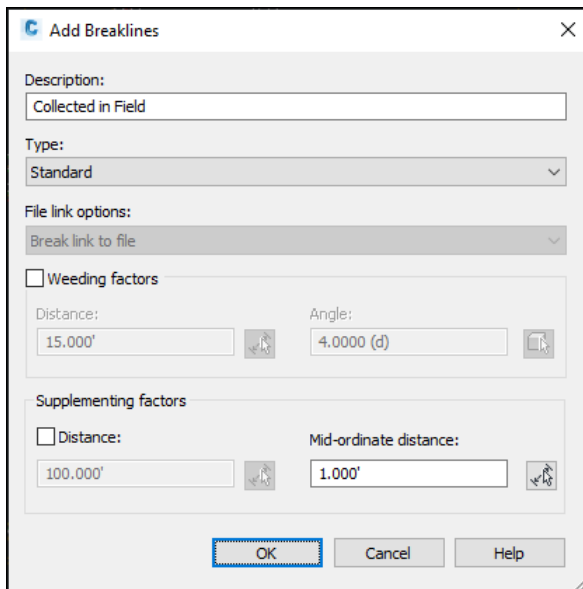 C Add Breaklines
Description:
Collected in Field
Type:
Standard
File link options:
Break link to file
Weeding factors
Distance: Angle:
15.000' 4.0000 (d)
Supplementing factors
Distance: Mid-ordinate distance:
100.000' 1.000'
OK Cancel Help